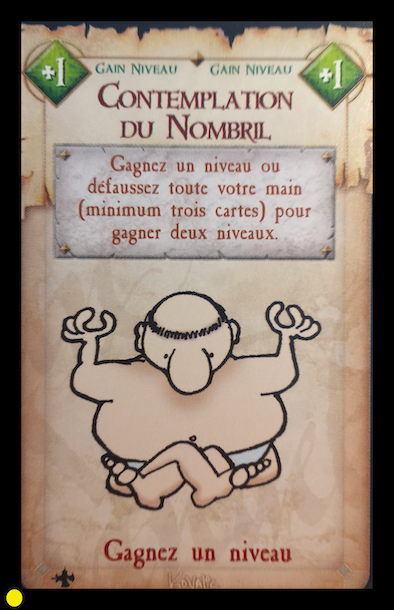 +1 GAIN NIVEAU GAIN NIVEAU +1
CONTEMPLATION
DU NOMBRIL
Gagnez un niveau ou
défaussez toute votre main
(minimum trois cartes) pour
gagner deux niveaux.
Gagnez un niveau